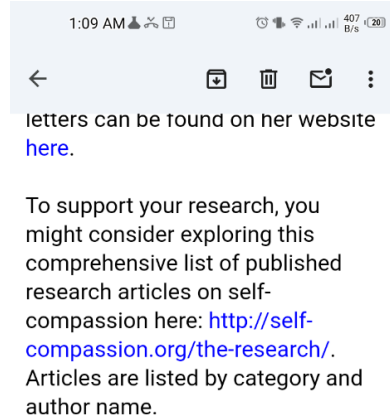 1:09 AM
407
B/s
20
letters can be found on her website
here.
To support your research, you
might consider exploring this
comprehensive list of published
research articles on self-
compassion here: http://self-
compassion.org/the-research/.
Articles are listed by category and
author name.